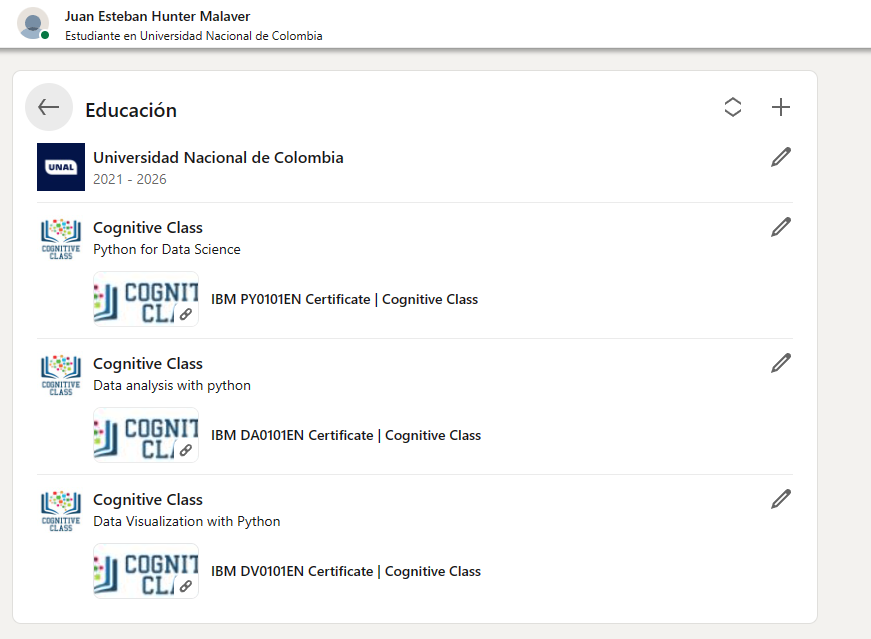 Juan Esteban Hunter Malaver
Estudiante en Universidad Nacional de Colombia
Educación
UNAL
Universidad Nacional de Colombia
2021 - 2026
COGNITIVE
CLASS
Cognitive Class
Python for Data Science
COGNIT
CL
IBM PY0101EN Certificate | Cognitive Class
COGNITIVE
CLASS
Cognitive Class
Data analysis with python
COGNIT
CL
IBM DA0101EN Certificate | Cognitive Class
COGNITIVE
CLASS
Cognitive Class
Data Visualization with Python
COGNIT
CL
IBM DV0101EN Certificate | Cognitive Class